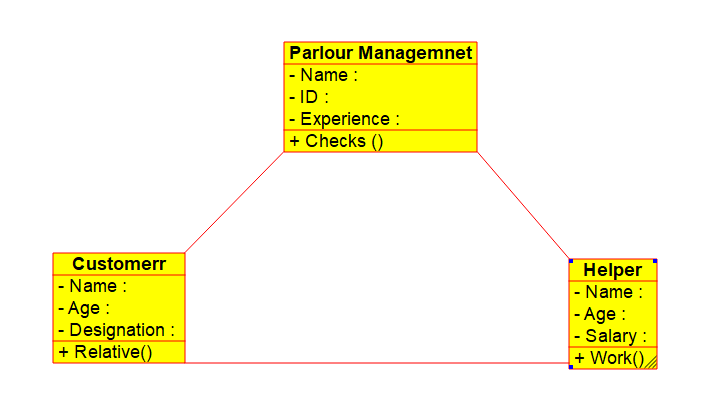 Parlour Managemnet
- Name :
- ID :
- Experience :
+ Checks ()
Customerr
- Name :
- Age :
- Designation :
+ Relative()
Helper
- Name :
- Age :
- Salary :
+ Work()